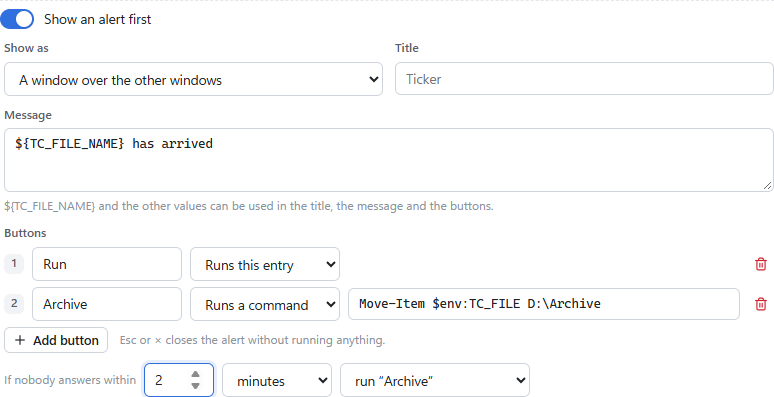 Show an alert first
Show as
Title
A window over the other windows
Ticker
Message
${TC_FILE_NAME} has arrived
${TC_FILE_NAME} and the other values can be used in the title, the message and the buttons.
Buttons
1 Run Runs this entry
2 Archive Runs a command Move-Item $env:TC_FILE D:\Archive
+ Add button Esc or × closes the alert without running anything.
If nobody answers within 2 minutes run “Archive”